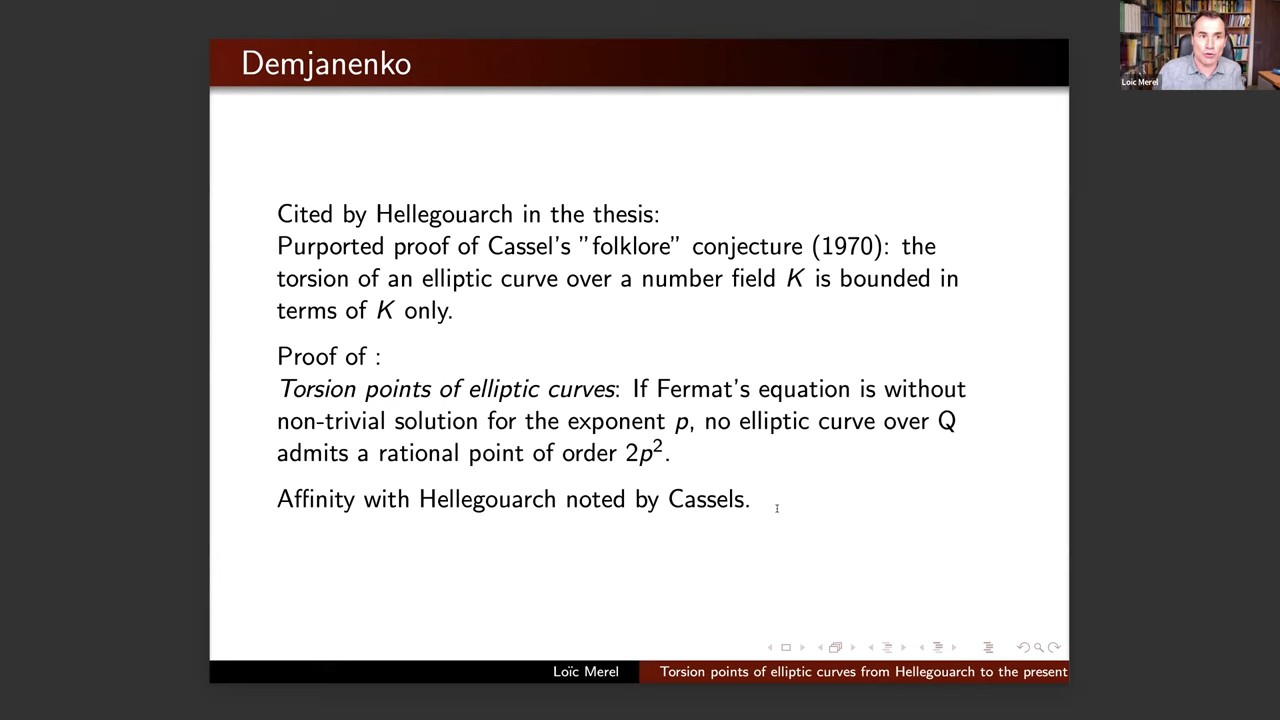 Demjanenko
Loïc Merel
Cited by Hellegouarch in the thesis:
Purported proof of Cassel's "folklore" conjecture (1970): the
torsion of an elliptic curve over a number field K is bounded in
terms of K only.
Proof of :
Torsion points of elliptic curves: If Fermat's equation is without
non-trivial solution for the exponent p, no elliptic curve over Q
admits a rational point of order 2p².
Affinity with Hellegouarch noted by Cassels.
Loïc Merel
Torsion points of elliptic curves from Hellegouarch to the present